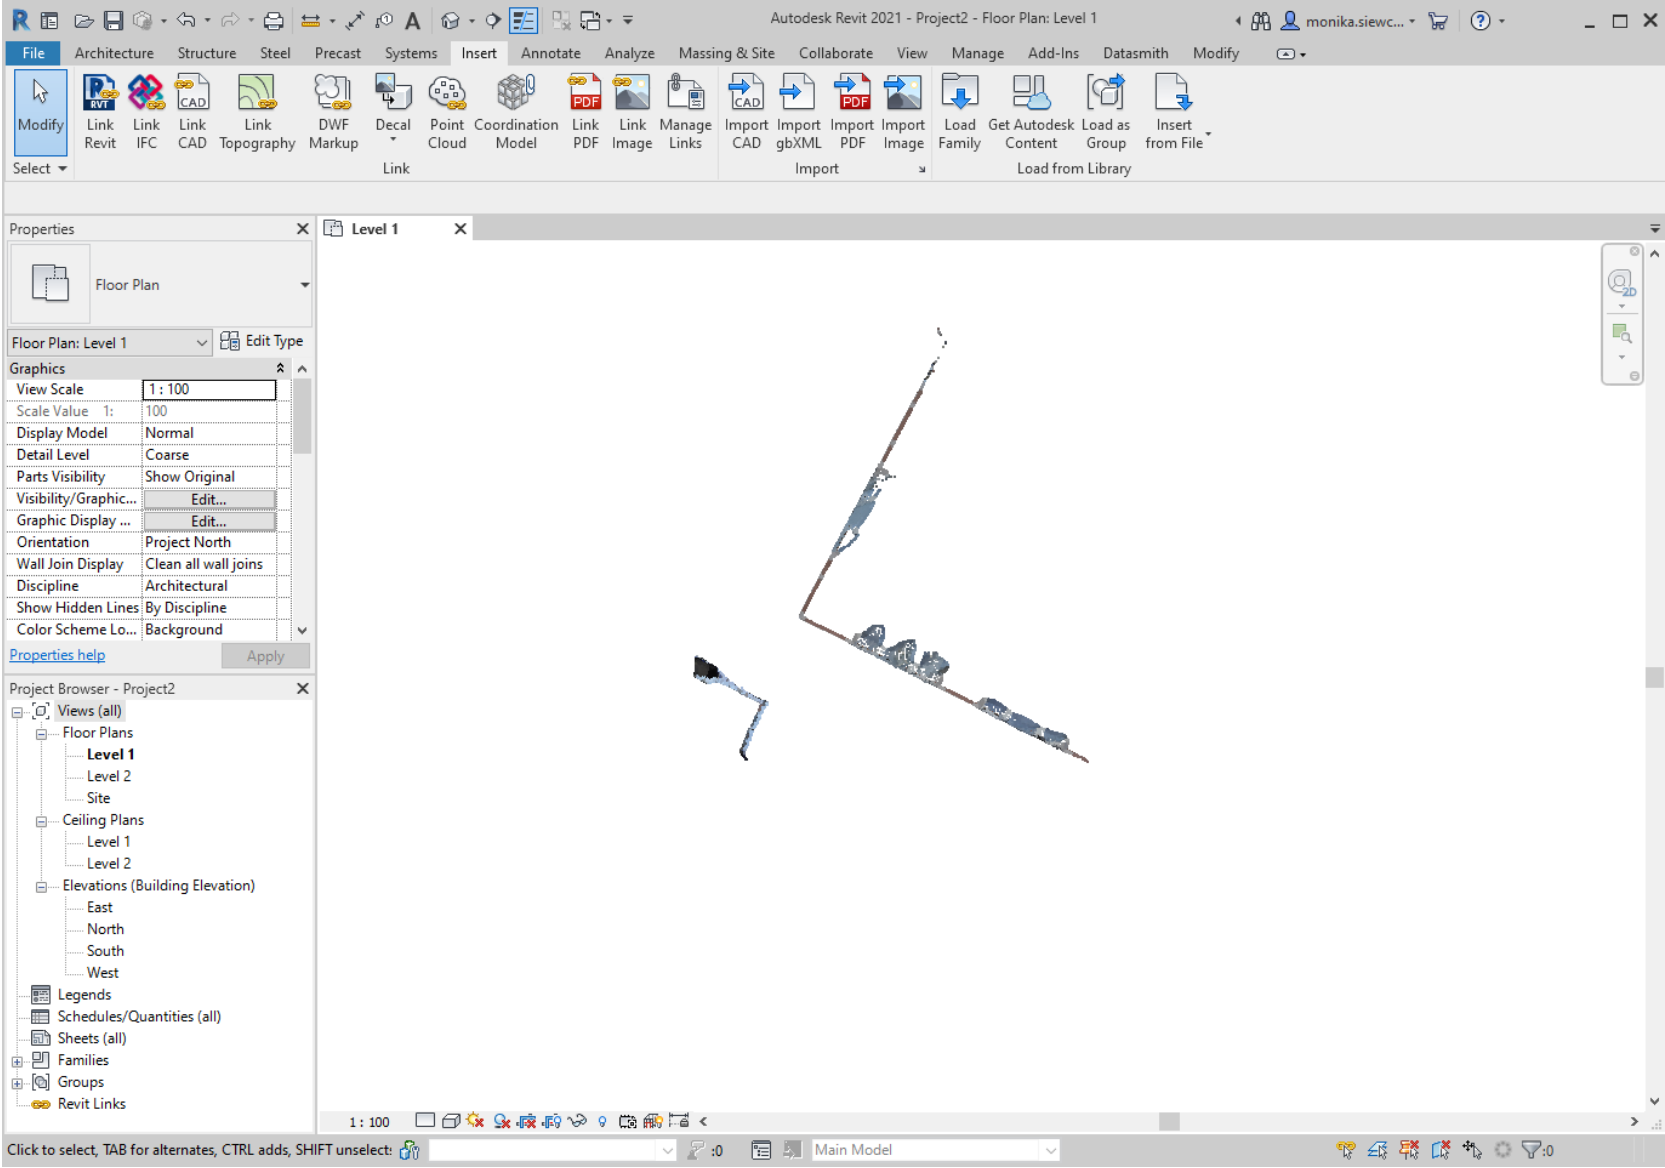 Autodesk Revit 2021 - Project2 - Floor Plan: Level 1
monika.siewc...
File Architecture Structure Steel Precast Systems Insert Annotate Analyze Massing & Site Collaborate View Manage Add-Ins Datasmith Modify
Modify
Link Revit
Link IFC
Link CAD
Link Topography
DWF Markup
Decal
Point Cloud
Coordination Model
Link PDF
Link Image
Manage Links
Import CAD
Import gbXML
Import PDF
Import Image
Load Family
Get Autodesk Content
Load as Group
Insert from File
Select
Link
Import
Load from Library
Properties
Level 1
Floor Plan
Floor Plan: Level 1
Edit Type
Graphics
View Scale 1 : 100
Scale Value 1: 100
Display Model Normal
Detail Level Coarse
Parts Visibility Show Original
Visibility/Graphic... Edit...
Graphic Display ... Edit...
Orientation Project North
Wall Join Display Clean all wall joins
Discipline Architectural
Show Hidden Lines By Discipline
Color Scheme Lo... Background
Properties help
Apply
Project Browser - Project2
Views (all)
Floor Plans
Level 1
Level 2
Site
Ceiling Plans
Level 1
Level 2
Elevations (Building Elevation)
East
North
South
West
Legends
Schedules/Quantities (all)
Sheets (all)
Families
Groups
Revit Links
1 : 100
Click to select, TAB for alternates, CTRL adds, SHIFT unselect:
:0
Main Model
:0